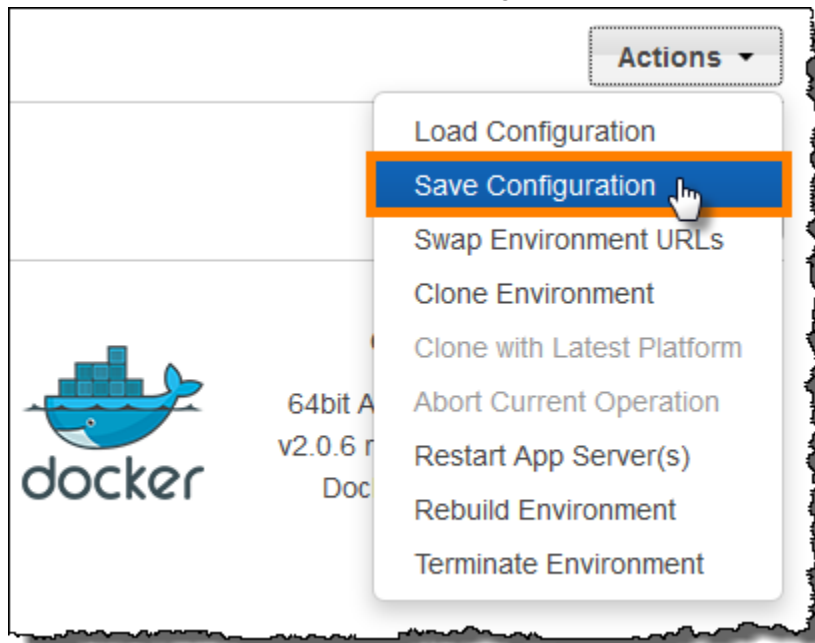 Actions
Load Configuration
Save Configuration
Swap Environment URLs
Clone Environment
Clone with Latest Platform
Abort Current Operation
Restart App Server(s)
Rebuild Environment
Terminate Environment
docker
64bit
v2.0.6